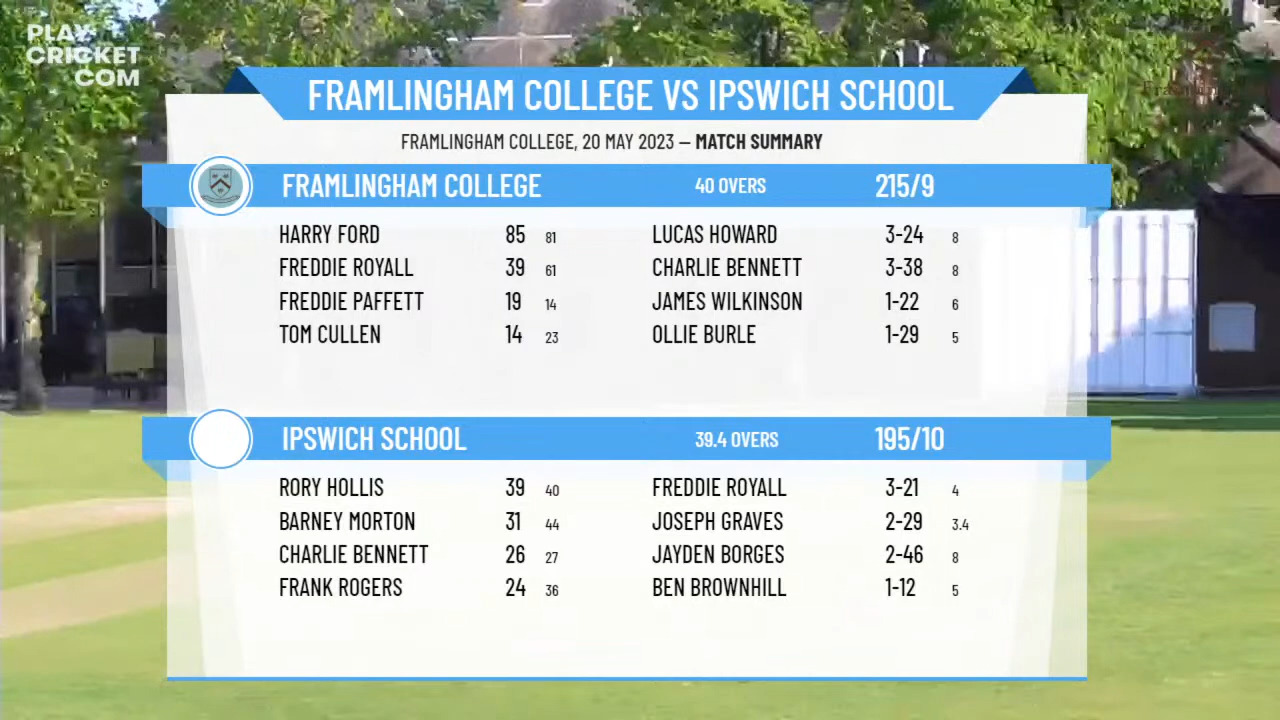 PLAY-
CRICKET
COM
FRAMLINGHAM COLLEGE VS IPSWICH SCHOOL
FRAMLINGHAM COLLEGE, 20 MAY 2023 – MATCH SUMMARY
FRAMLINGHAM COLLEGE 40 OVERS 215/9
HARRY FORD 85 81 LUCAS HOWARD 3-24 8
FREDDIE ROYALL 39 61 CHARLIE BENNETT 3-38 8
FREDDIE PAFFETT 19 14 JAMES WILKINSON 1-22 6
TOM CULLEN 14 23 OLLIE BURLE 1-29 5
IPSWICH SCHOOL 39.4 OVERS 195/10
RORY HOLLIS 39 40 FREDDIE ROYALL 3-21 4
BARNEY MORTON 31 44 JOSEPH GRAVES 2-29 3.4
CHARLIE BENNETT 26 27 JAYDEN BORGES 2-46 8
FRANK ROGERS 24 36 BEN BROWNHILL 1-12 5